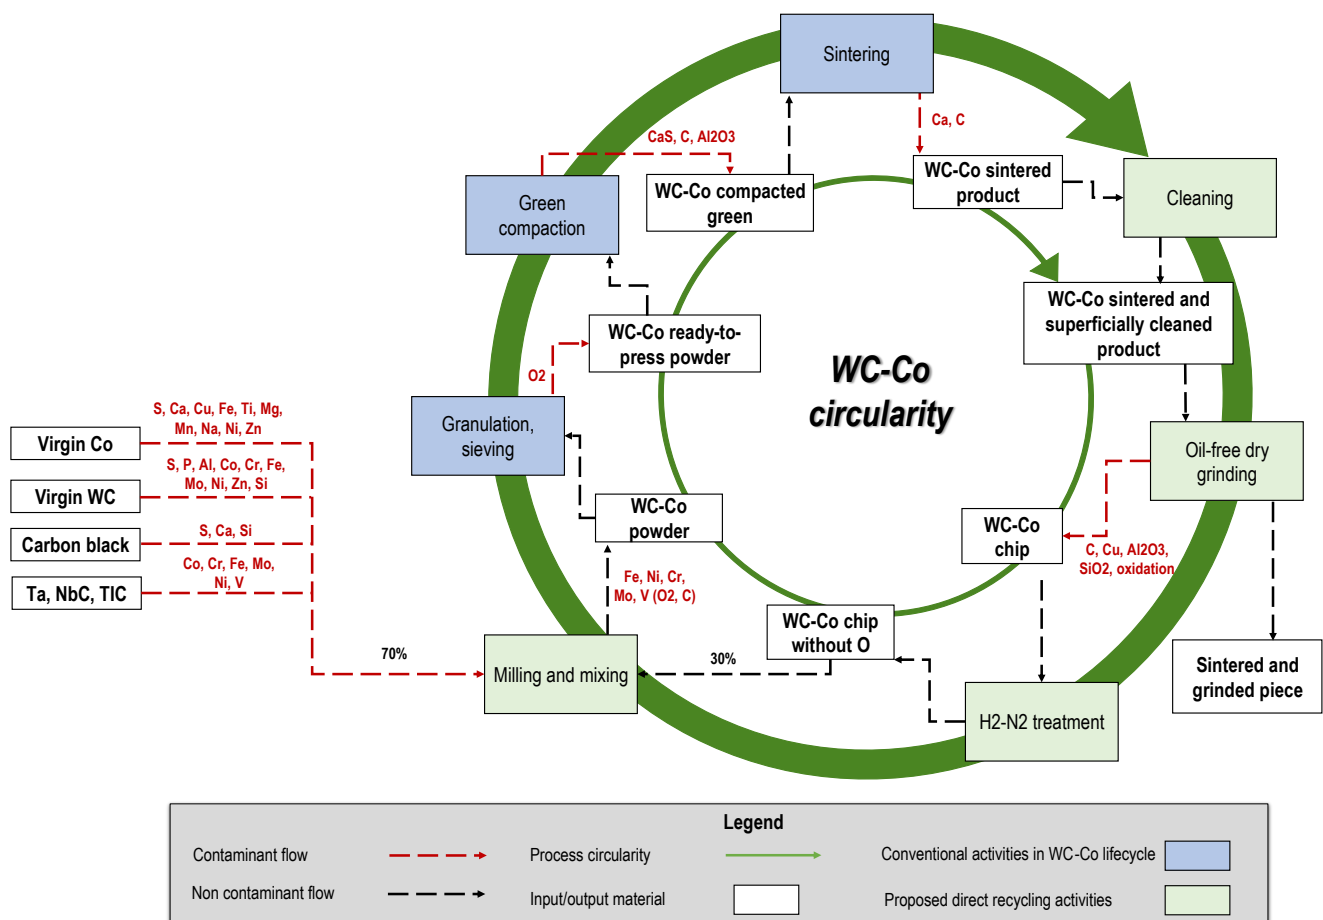 Sintering
Ca, C
CaS, C, Al2O3
WC-Co sintered
product
WC-Co compacted
green
Green
compaction
Cleaning
WC-Co sintered and
superficially cleaned
product
WC-Co ready-to-
press powder
O2
WC-Co
circularity
Granulation,
sieving
S, Ca, Cu, Fe, Ti, Mg,
Mn, Na, Ni, Zn
Virgin Co
S, P, Al, Co, Cr, Fe,
Mo, Ni, Zn, Si
Virgin WC
S, Ca, Si
Carbon black
Co, Cr, Fe, Mo,
Ni, V
Ta, NbC, TIC
Oil-free dry
grinding
WC-Co
powder
WC-Co
chip
C, Cu, Al2O3,
SiO2, oxidation
Fe, Ni, Cr,
Mo, V (O2, C)
WC-Co chip
without O
70%
Milling and mixing
30%
Sintered and
grinded piece
H2-N2 treatment
Legend
Contaminant flow
Process circularity
Conventional activities in WC-Co lifecycle
Non contaminant flow
Input/output material
Proposed direct recycling activities